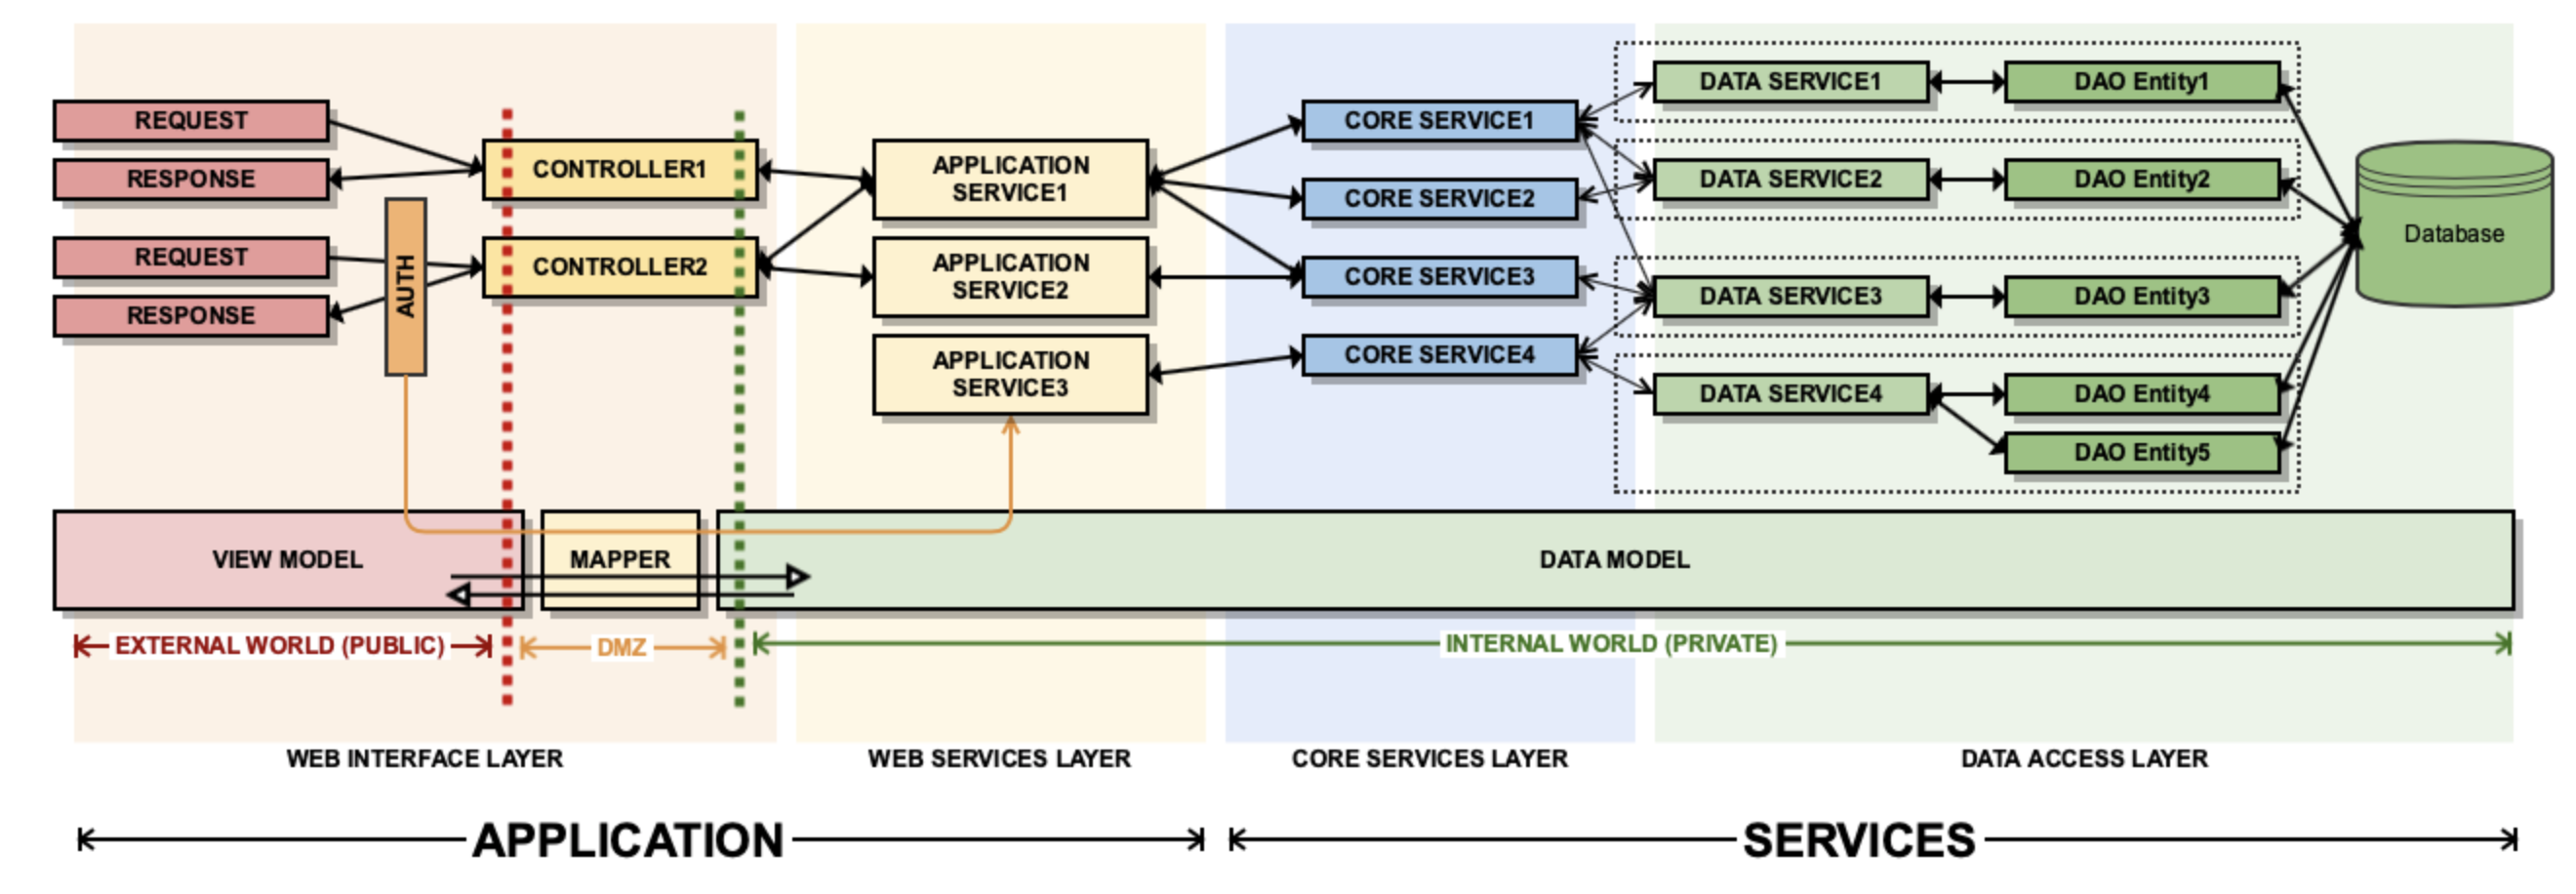 REQUEST
RESPONSE
REQUEST
RESPONSE
AUTH
CONTROLLER1
CONTROLLER2
APPLICATION
SERVICE1
APPLICATION
SERVICE2
APPLICATION
SERVICE3
CORE SERVICE1
CORE SERVICE2
CORE SERVICE3
CORE SERVICE4
DATA SERVICE1
DATA SERVICE2
DATA SERVICE3
DATA SERVICE4
DAO Entity1
DAO Entity2
DAO Entity3
DAO Entity4
DAO Entity5
Database
VIEW MODEL
MAPPER
DATA MODEL
EXTERNAL WORLD (PUBLIC)
DMZ
INTERNAL WORLD (PRIVATE)
WEB INTERFACE LAYER
WEB SERVICES LAYER
CORE SERVICES LAYER
DATA ACCESS LAYER
APPLICATION
SERVICES